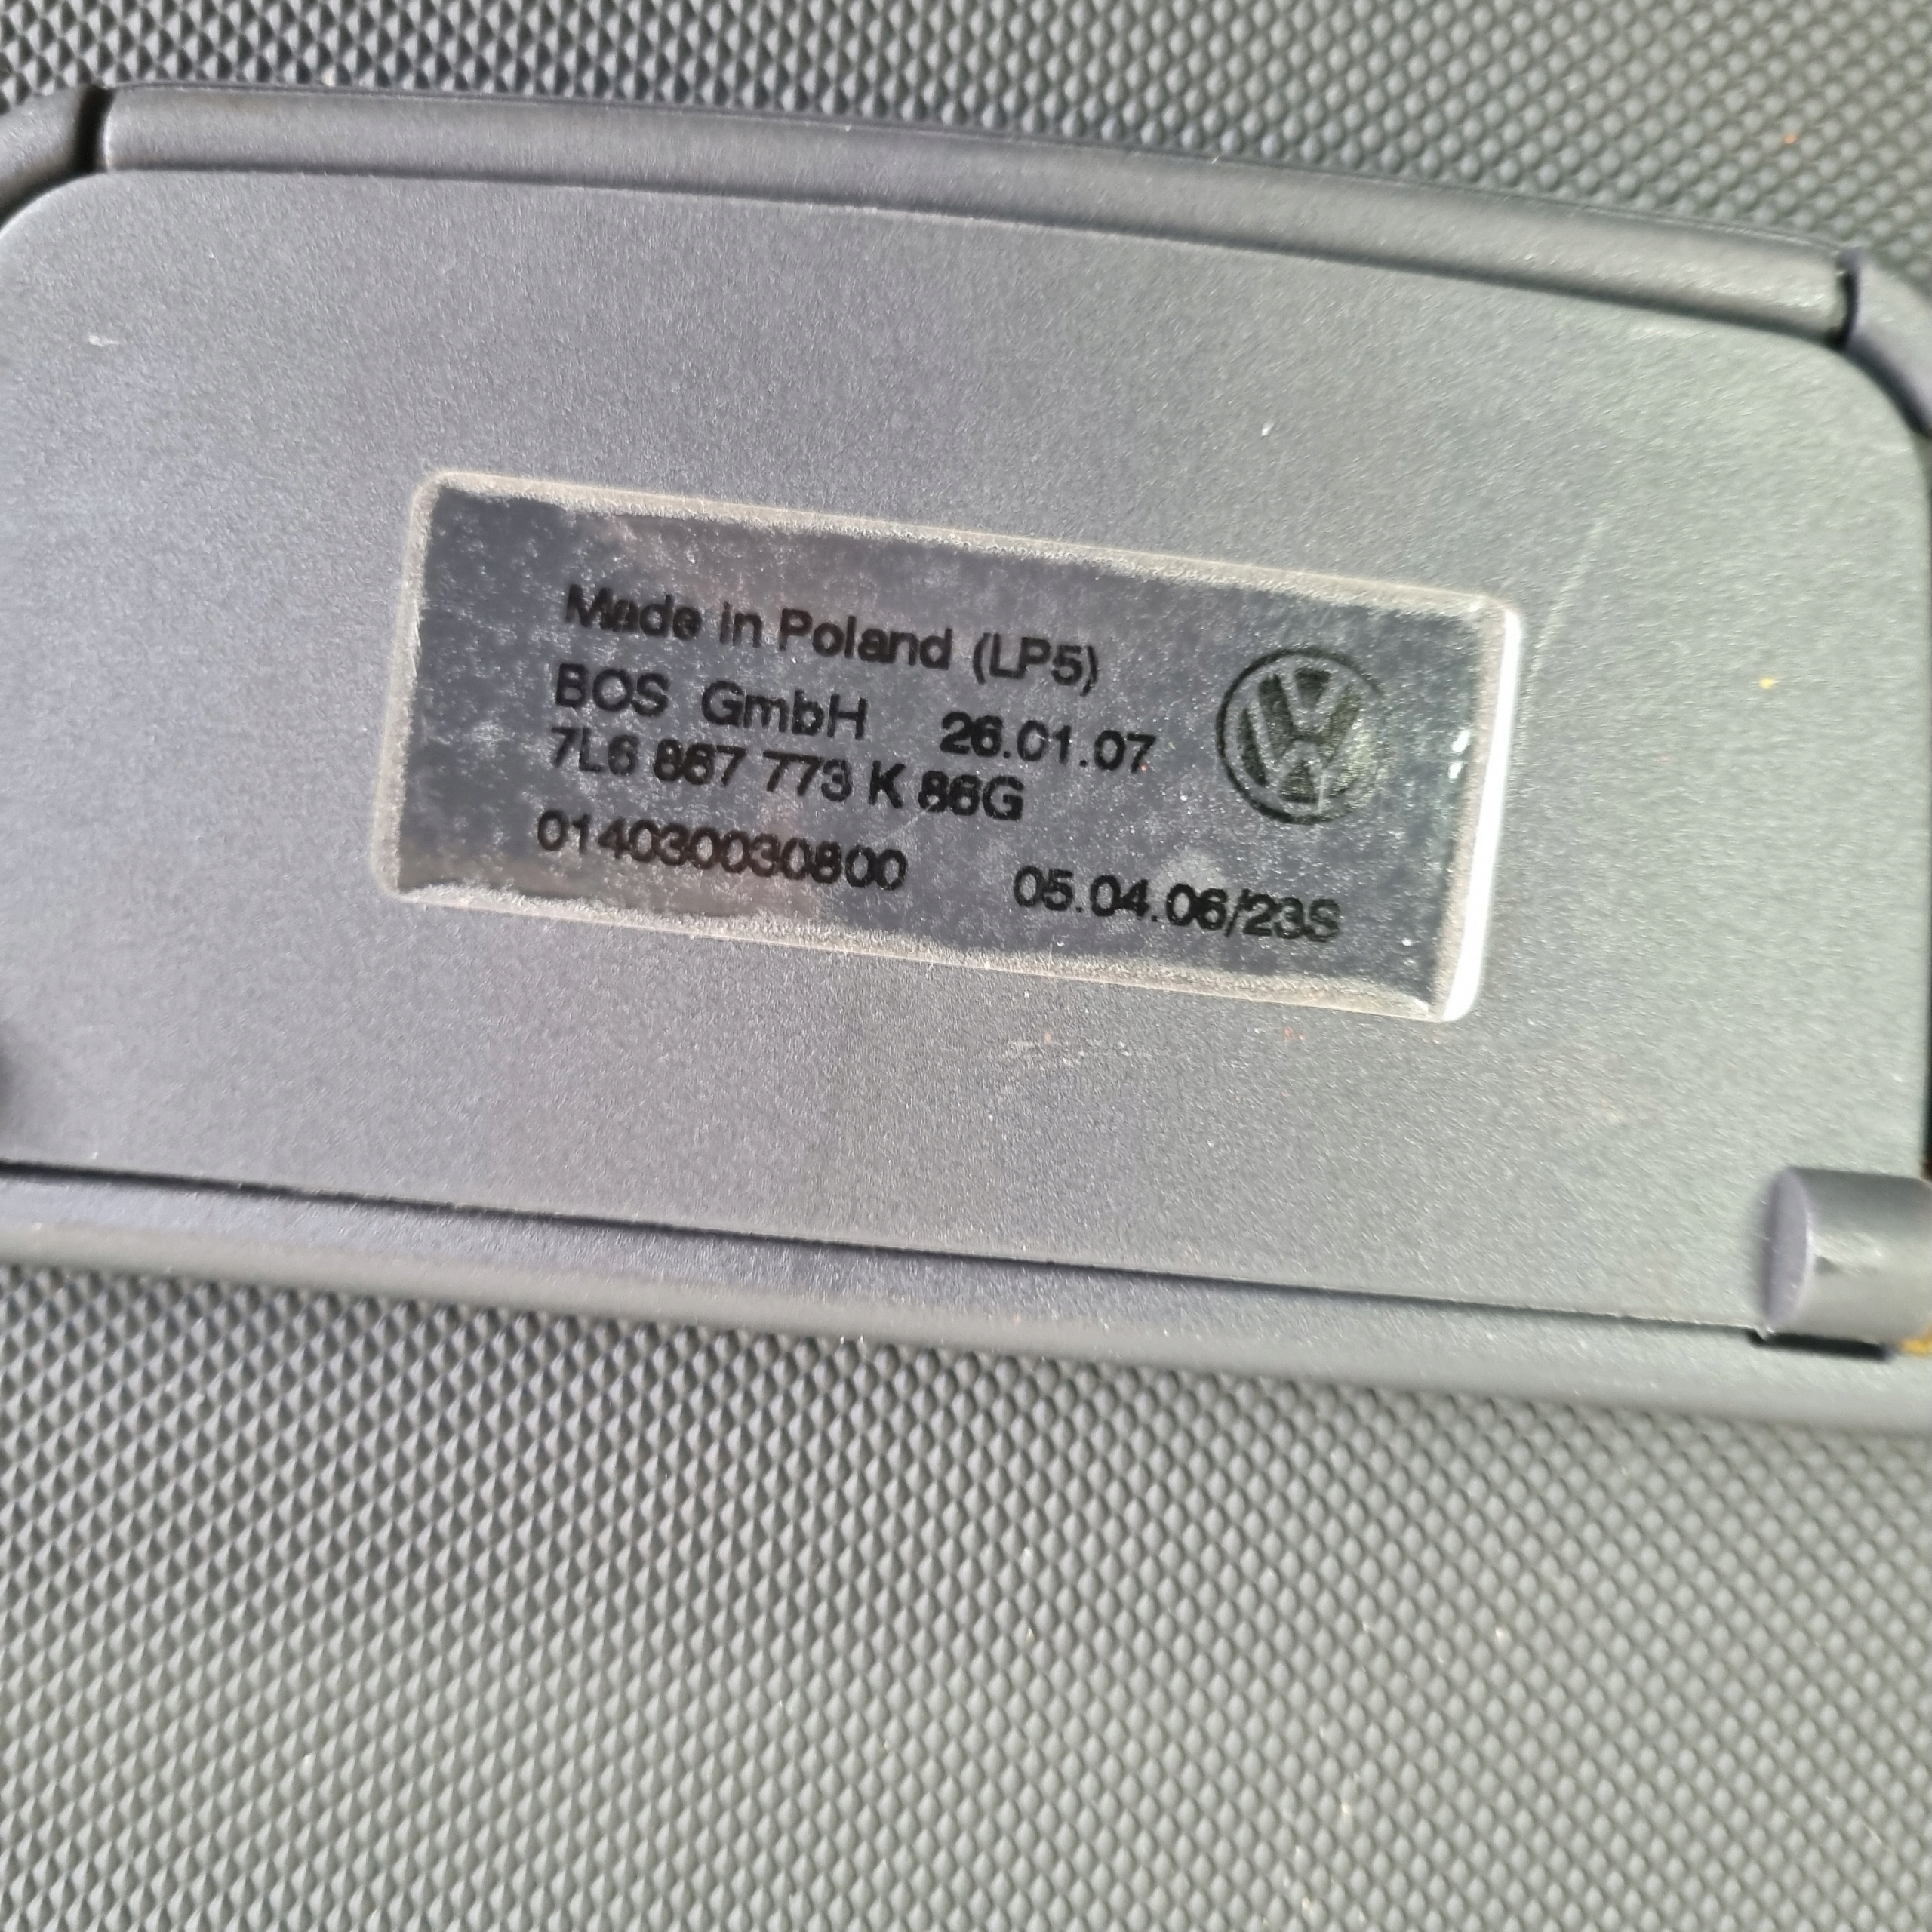 Made in Poland (LP5)
BOS GmbH 26.01.07
7L6 867 773 K 86G
014030030800 05.04.06/23S